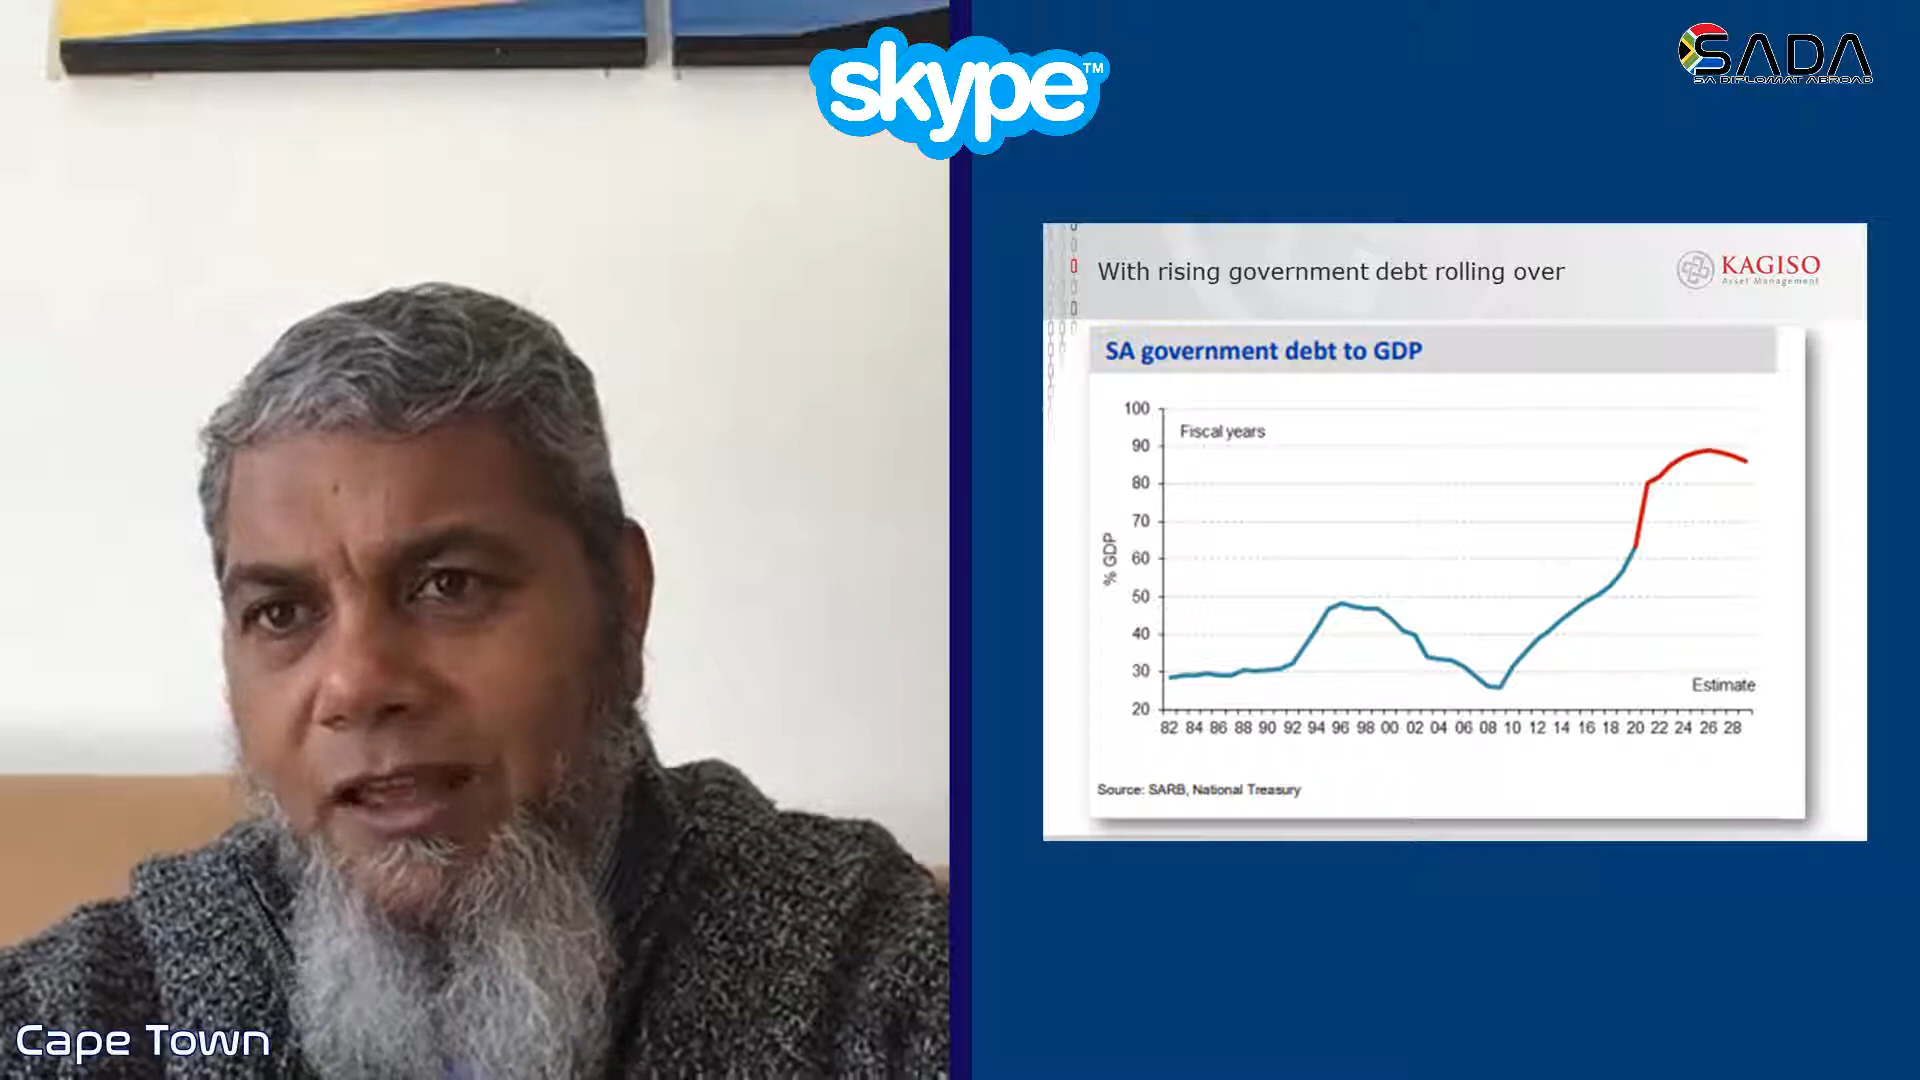 skype™
SADA
SA DIPLOMAT ABROAD
With rising government debt rolling over
KAGISO
Asset Management
SA government debt to GDP
100
Fiscal years
90
80
70
60
% GDP
50
40
30
Estimate
20
82 84 86 88 90 92 94 96 98 00 02 04 06 08 10 12 14 16 18 20 22 24 26 28
Source: SARB, National Treasury
Cape Town